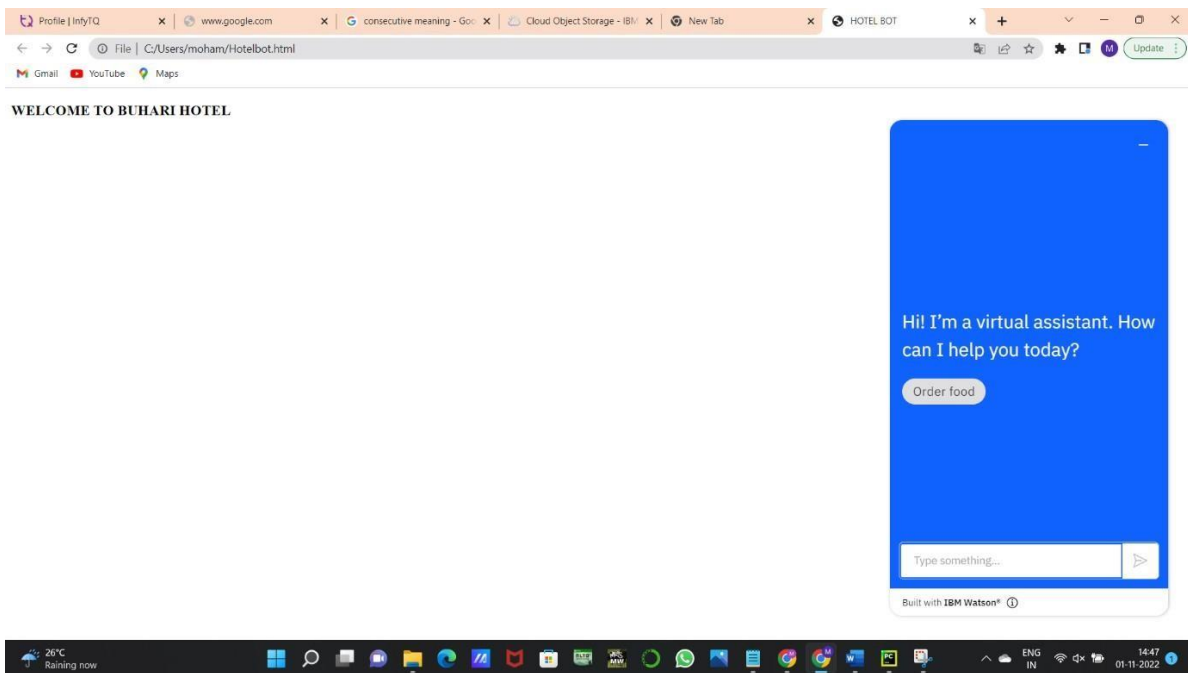 Profile | InfyTQ
www.google.com
consecutive meaning - Goo
Cloud Object Storage - IBM
New Tab
HOTEL BOT
File | C:/Users/moham/Hotelbot.html
M
Update
Gmail
YouTube
Maps
WELCOME TO BUHARI HOTEL
Hi! I'm a virtual assistant. How
can I help you today?
Order food
Type something...
Built with IBM Watson®
26°C
Raining now
ENG
IN
14:47
01-11-2022
1